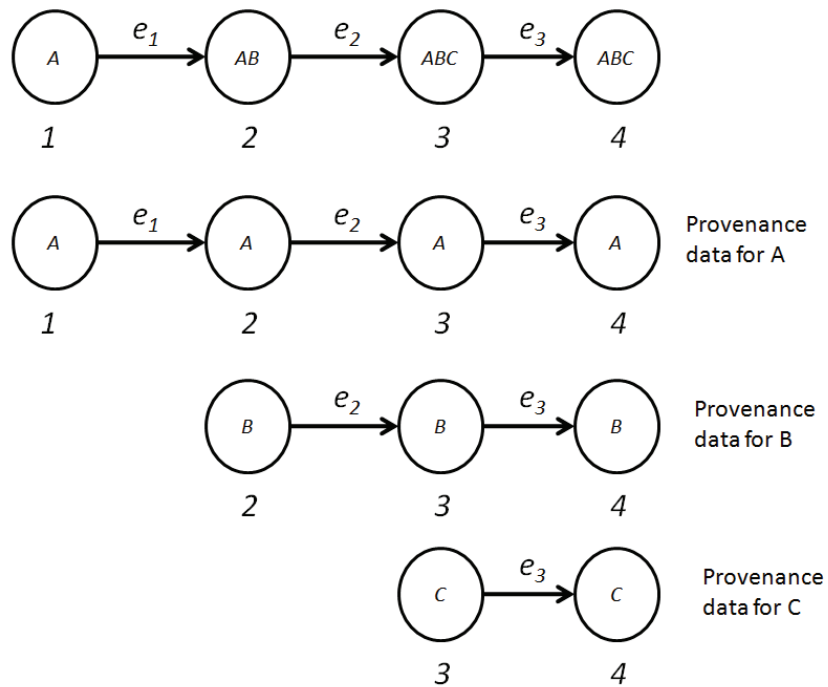 e1 e2 e3
A AB ABC ABC
1 2 3 4
e1 e2 e3
A A A A
Provenance
data for A
1 2 3 4
e2 e3
B B B
Provenance
data for B
2 3 4
e3
C C
Provenance
data for C
3 4